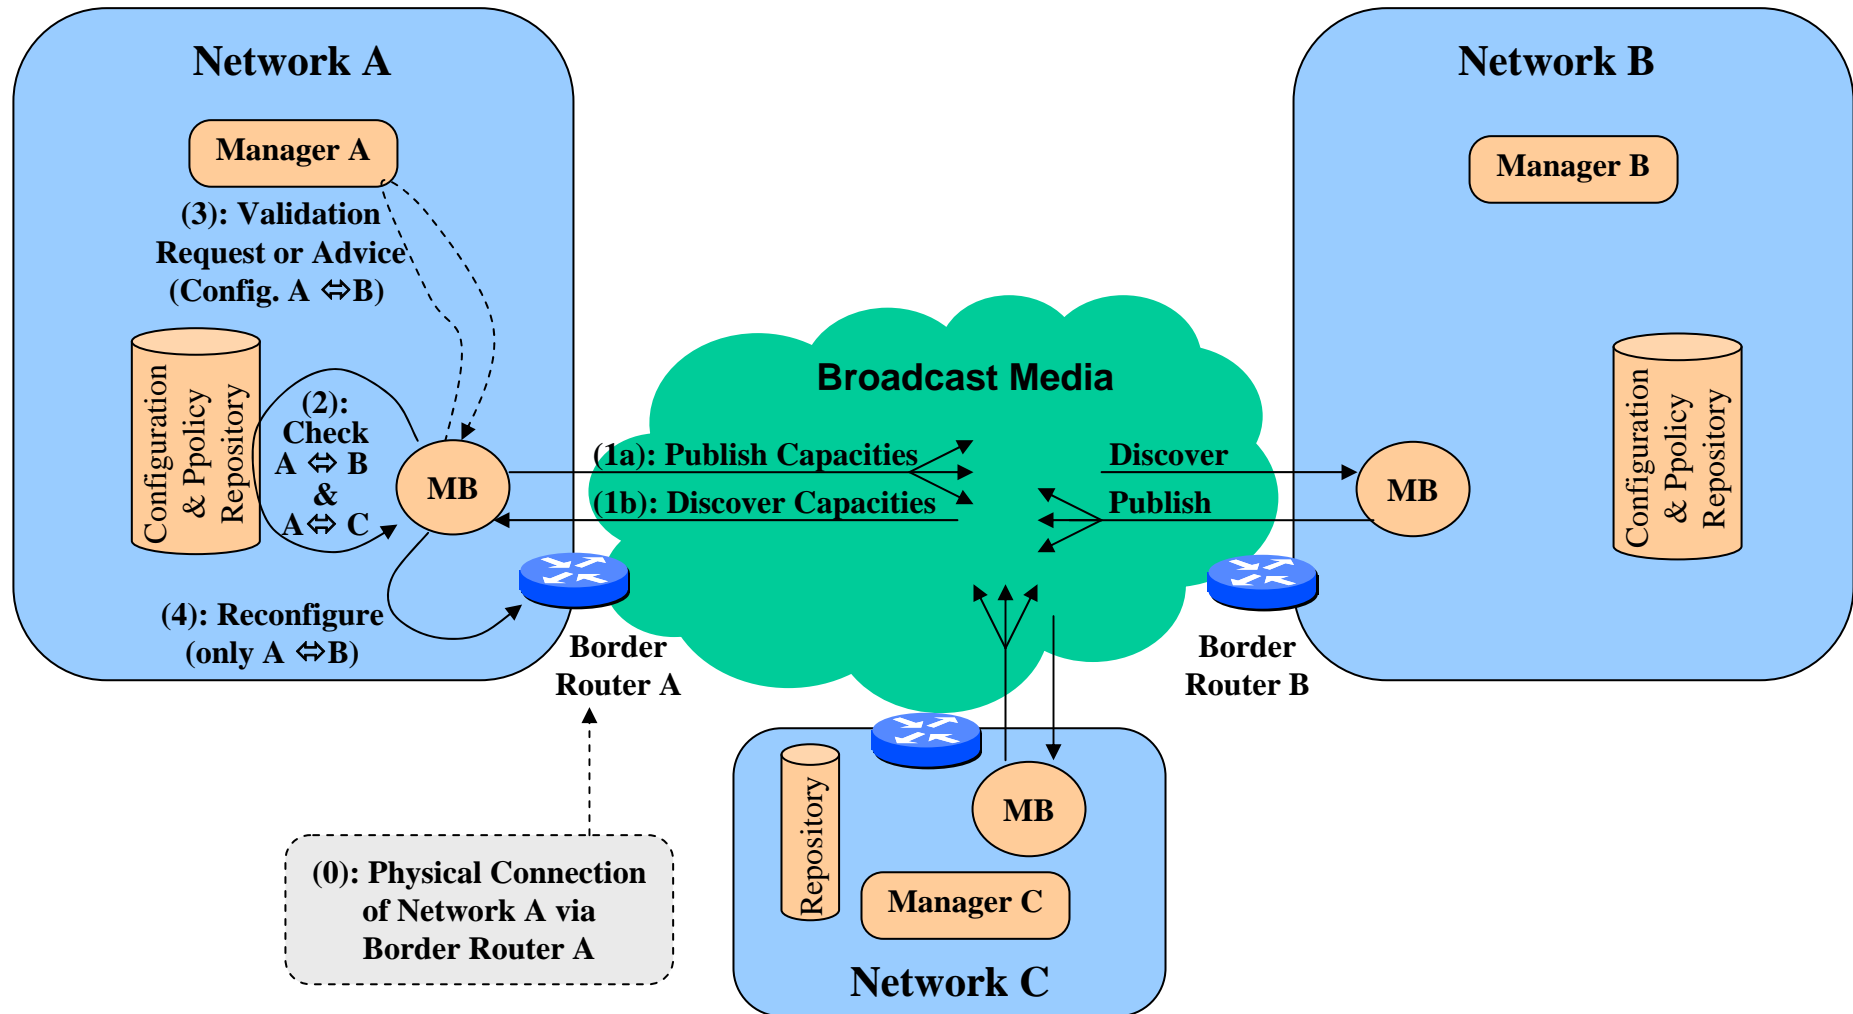 Network A
Manager A
(3): Validation
Request or Advice
(Config. A ⇔B)
Configuration
& Ppolicy
Repository
(2):
Check
A ⇔ B
&
A⇔ C
MB
(4): Reconfigure
(only A ⇔B)
Border
Router A
(0): Physical Connection
of Network A via
Border Router A
Broadcast Media
(1a): Publish Capacities
(1b): Discover Capacities
Discover
Publish
Network B
Manager B
MB
Configuration
& Ppolicy
Repository
Border
Router B
Repository
MB
Manager C
Network C